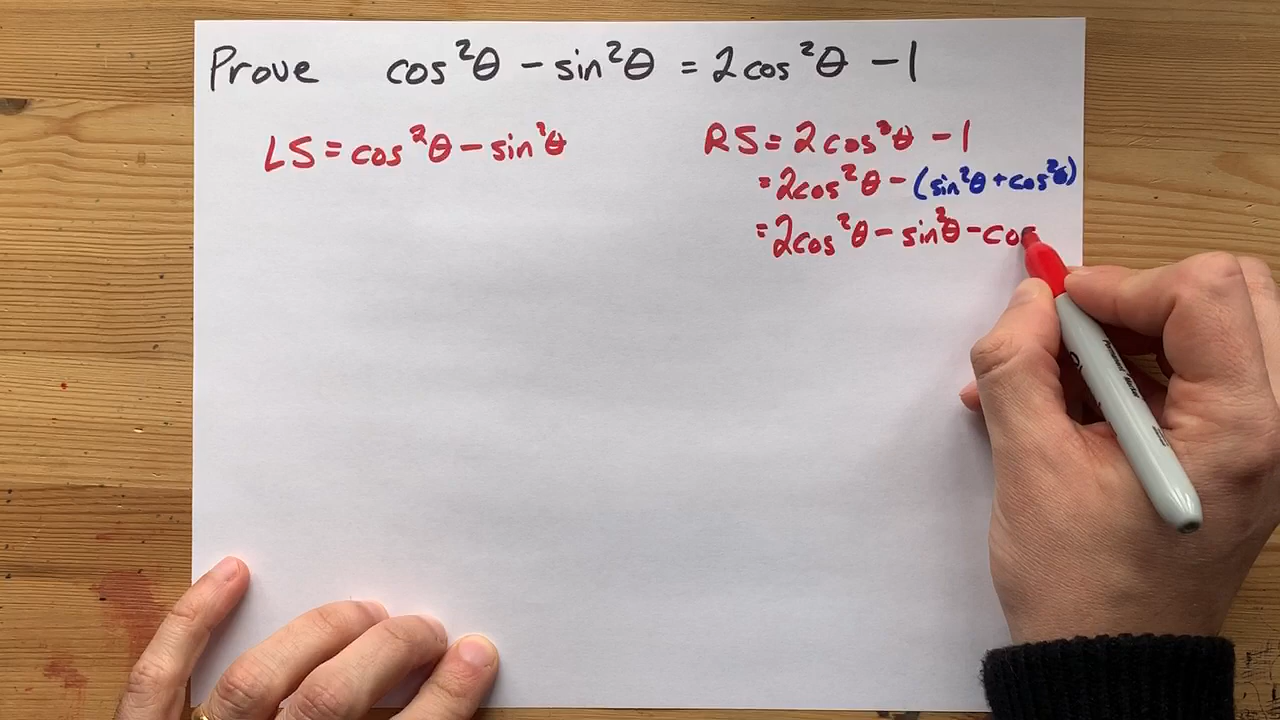 Prove cos²θ - sin²θ = 2cos²θ - 1
LS = cos²θ - sin²θ
RS = 2cos²θ - 1
= 2cos²θ - (sin²θ + cos²θ)
= 2cos²θ - sin²θ - cos